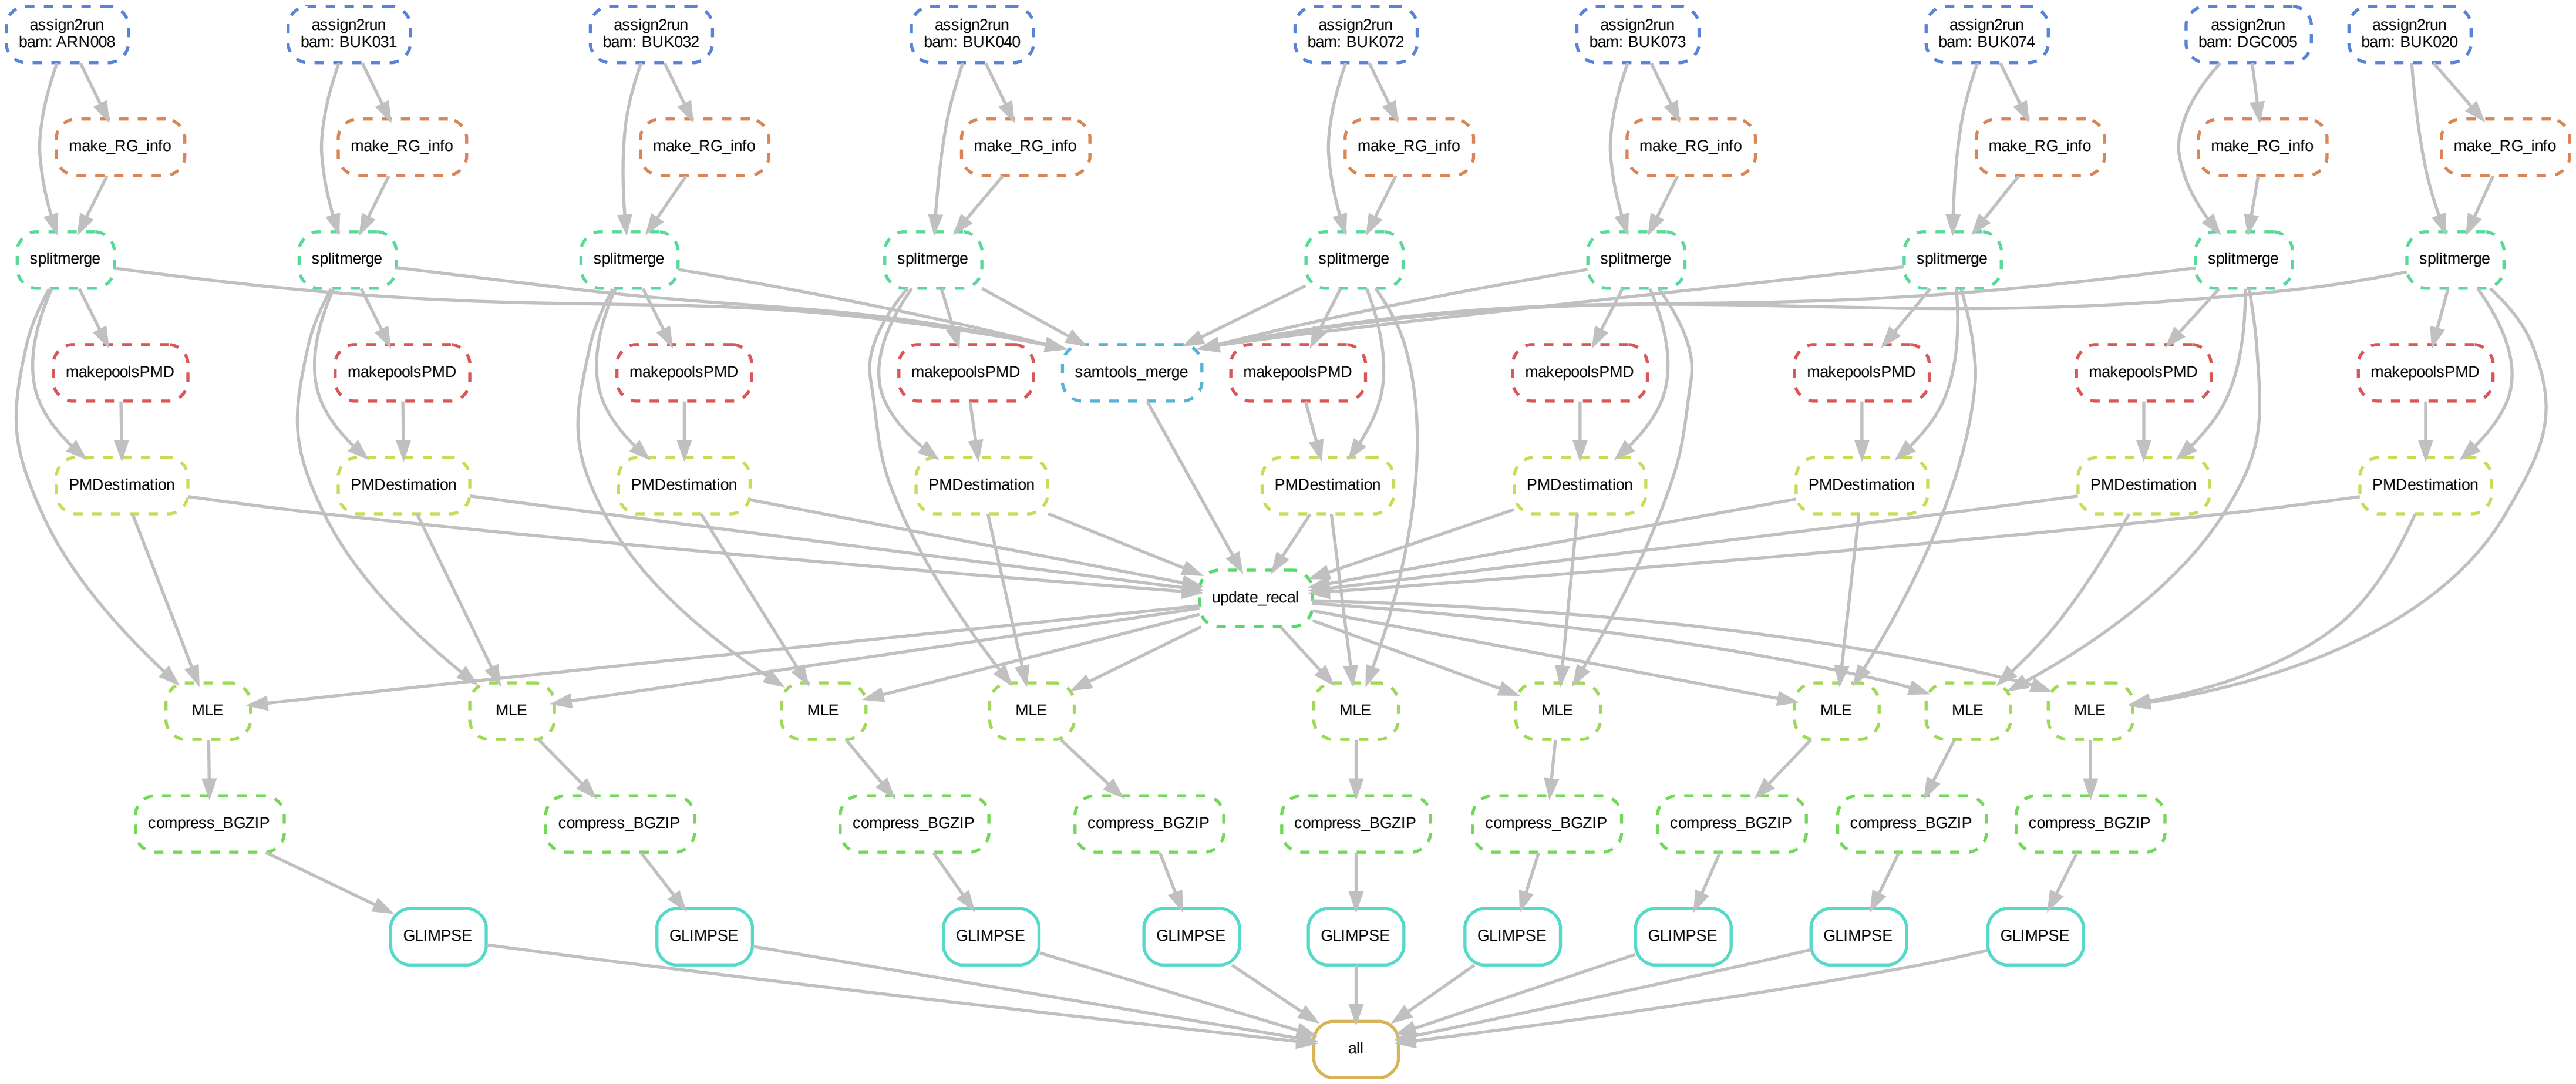 assign2run
bam: ARN008
assign2run
bam: BUK031
assign2run
bam: BUK032
assign2run
bam: BUK040
assign2run
bam: BUK072
assign2run
bam: BUK073
assign2run
bam: BUK074
assign2run
bam: DGC005
assign2run
bam: BUK020
make_RG_info
make_RG_info
make_RG_info
make_RG_info
make_RG_info
make_RG_info
make_RG_info
make_RG_info
make_RG_info
splitmerge
splitmerge
splitmerge
splitmerge
splitmerge
splitmerge
splitmerge
splitmerge
splitmerge
makepoolsPMD
makepoolsPMD
makepoolsPMD
makepoolsPMD
samtools_merge
makepoolsPMD
makepoolsPMD
makepoolsPMD
makepoolsPMD
makepoolsPMD
PMDestimation
PMDestimation
PMDestimation
PMDestimation
PMDestimation
PMDestimation
PMDestimation
PMDestimation
PMDestimation
update_recal
MLE
MLE
MLE
MLE
MLE
MLE
MLE
MLE
MLE
compress_BGZIP
compress_BGZIP
compress_BGZIP
compress_BGZIP
compress_BGZIP
compress_BGZIP
compress_BGZIP
compress_BGZIP
compress_BGZIP
GLIMPSE
GLIMPSE
GLIMPSE
GLIMPSE
GLIMPSE
GLIMPSE
GLIMPSE
GLIMPSE
GLIMPSE
all